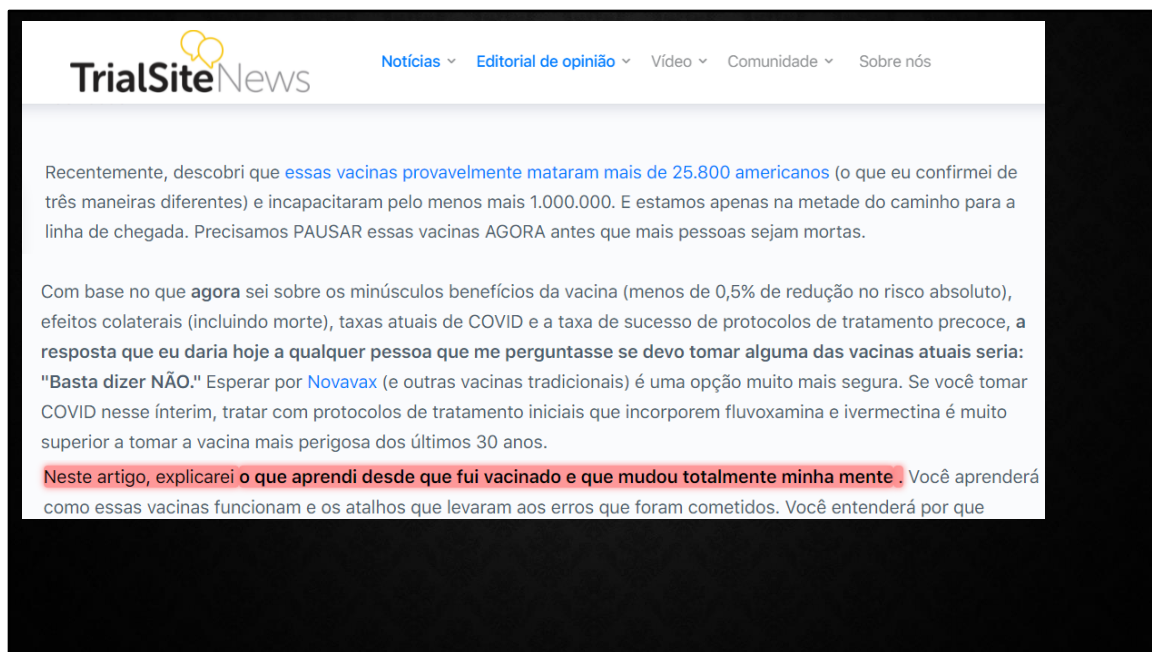 TrialSiteNews
Notícias Editorial de opinião Vídeo Comunidade Sobre nós
Recentemente, descobri que essas vacinas provavelmente mataram mais de 25.800 americanos (o que eu confirmei de
três maneiras diferentes) e incapacitaram pelo menos mais 1.000.000. E estamos apenas na metade do caminho para a
linha de chegada. Precisamos PAUSAR essas vacinas AGORA antes que mais pessoas sejam mortas.
Com base no que agora sei sobre os minúsculos benefícios da vacina (menos de 0,5% de redução no risco absoluto),
efeitos colaterais (incluindo morte), taxas atuais de COVID e a taxa de sucesso de protocolos de tratamento precoce, a
resposta que eu daria hoje a qualquer pessoa que me perguntasse se devo tomar alguma das vacinas atuais seria:
"Basta dizer NÃO." Esperar por Novavax (e outras vacinas tradicionais) é uma opção muito mais segura. Se você tomar
COVID nesse ínterim, tratar com protocolos de tratamento iniciais que incorporem fluvoxamina e ivermectina é muito
superior a tomar a vacina mais perigosa dos últimos 30 anos.
Neste artigo, explicarei o que aprendi desde que fui vacinado e que mudou totalmente minha mente . Você aprenderá
como essas vacinas funcionam e os atalhos que levaram aos erros que foram cometidos. Você entenderá por que